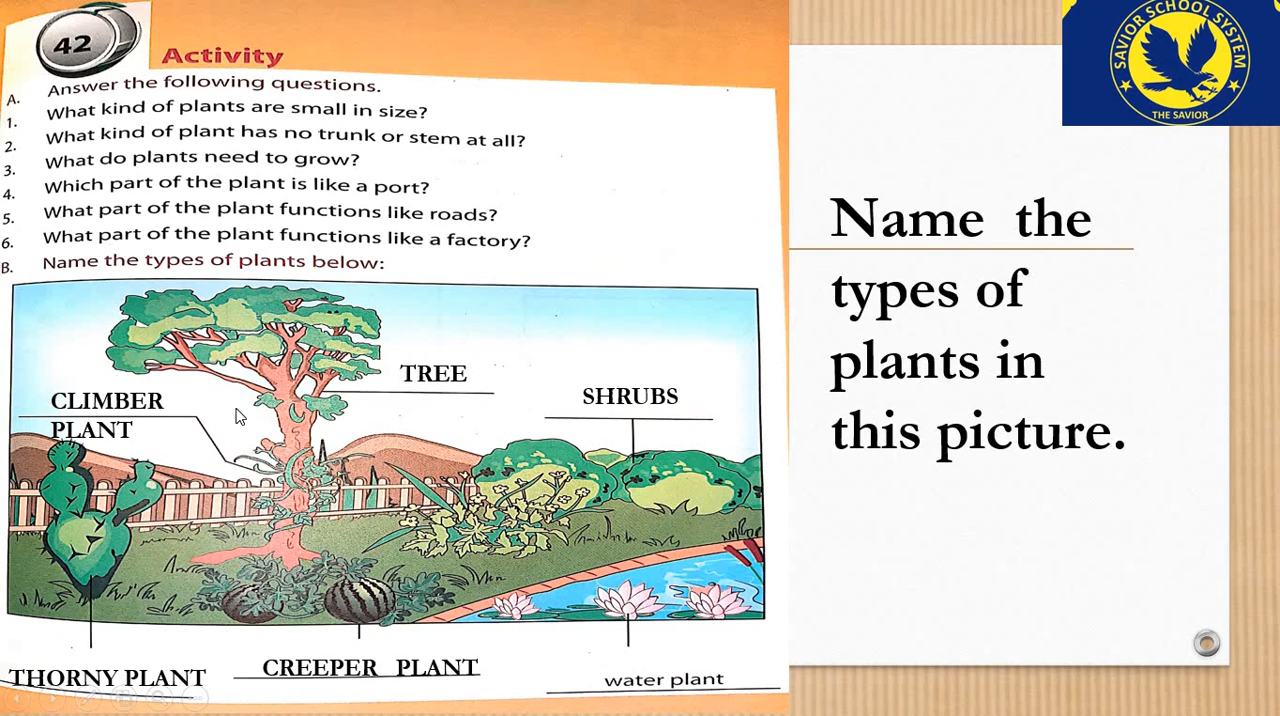 42
Activity
A. Answer the following questions.
1. What kind of plants are small in size?
2. What kind of plant has no trunk or stem at all?
3. What do plants need to grow?
4. Which part of the plant is like a port?
5. What part of the plant functions like roads?
6. What part of the plant functions like a factory?
B. Name the types of plants below:
TREE
CLIMBER
PLANT
SHRUBS
THORNY PLANT
CREEPER PLANT
water plant
SAVIOR SCHOOL SYSTEM
THE SAVIOR
Name the
types of
plants in
this picture.